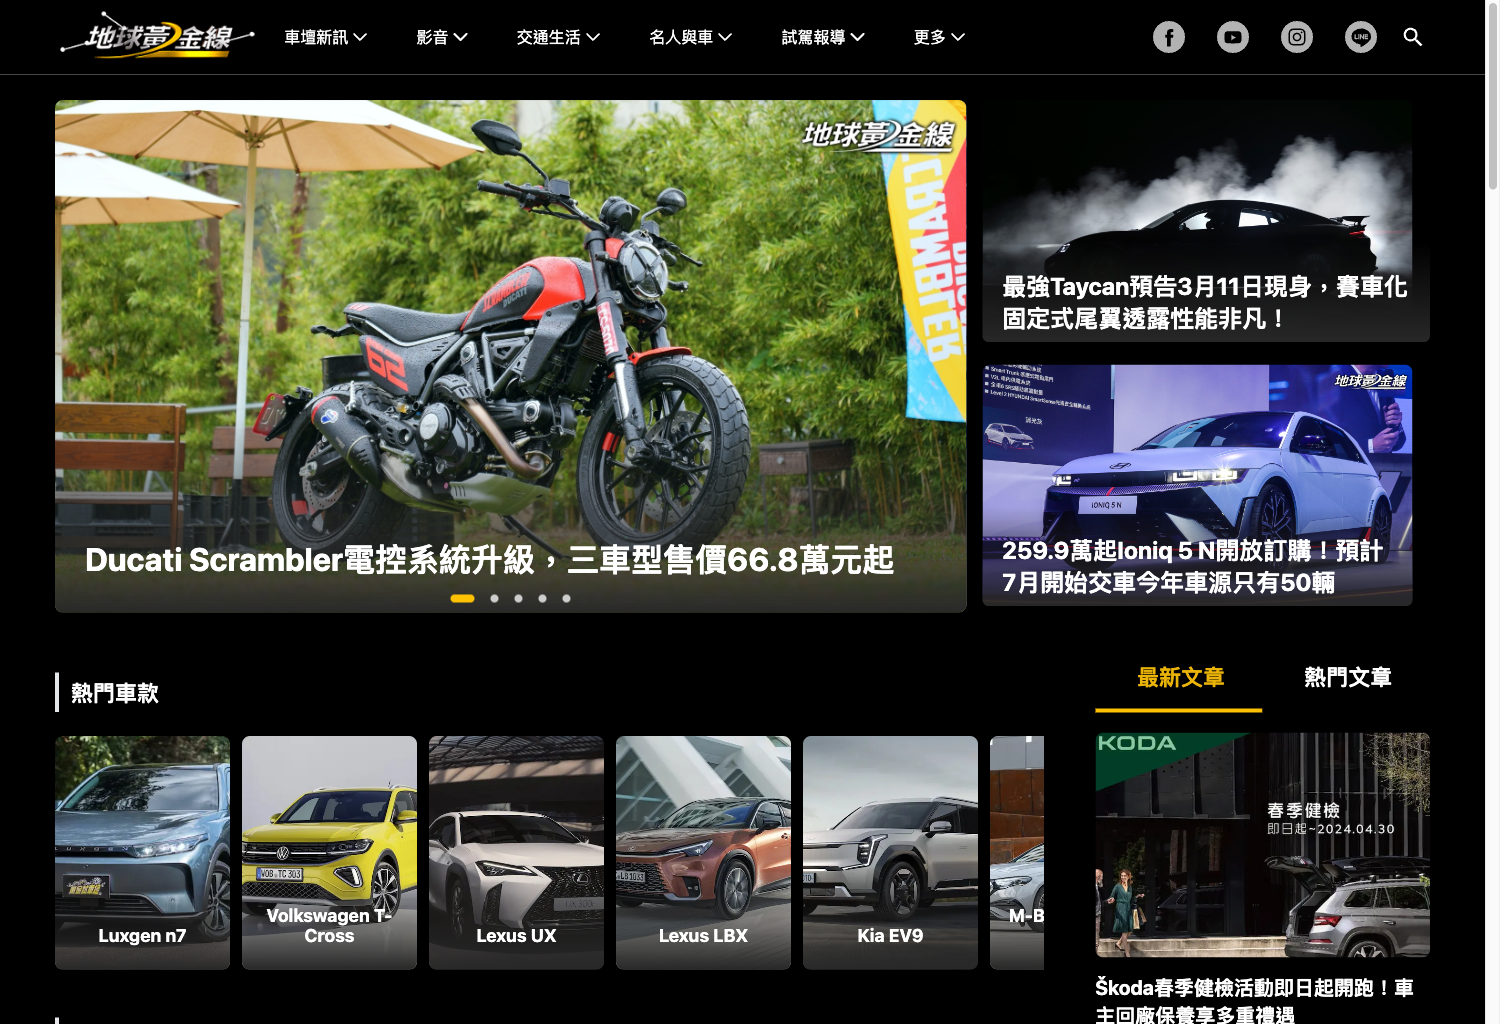 地球黃金線
車壇新訊
影音
交通生活
名人與車
試駕報導
更多
LINE
地球黃金線
SCRAMBLER
DUCATI
62
Ducati Scrambler電控系統升級，三車型售價66.8萬元起
最強Taycan預告3月11日現身，賽車化
固定式尾翼透露性能非凡！
地球黃金線
IONIQ 5 N
259.9萬起Ioniq 5 N開放訂購！預計
7月開始交車今年車源只有50輛
熱門車款
最新文章
熱門文章
LUXGEN
Luxgen n7
WOB TC 303
Volkswagen T-
Cross
Lexus UX
Lexus LBX
Kia EV9
M-B
KODA
春季健檢
即日起~2024.04.30
Škoda春季健檢活動即日起開跑！車
主回廠保養享多重禮遇